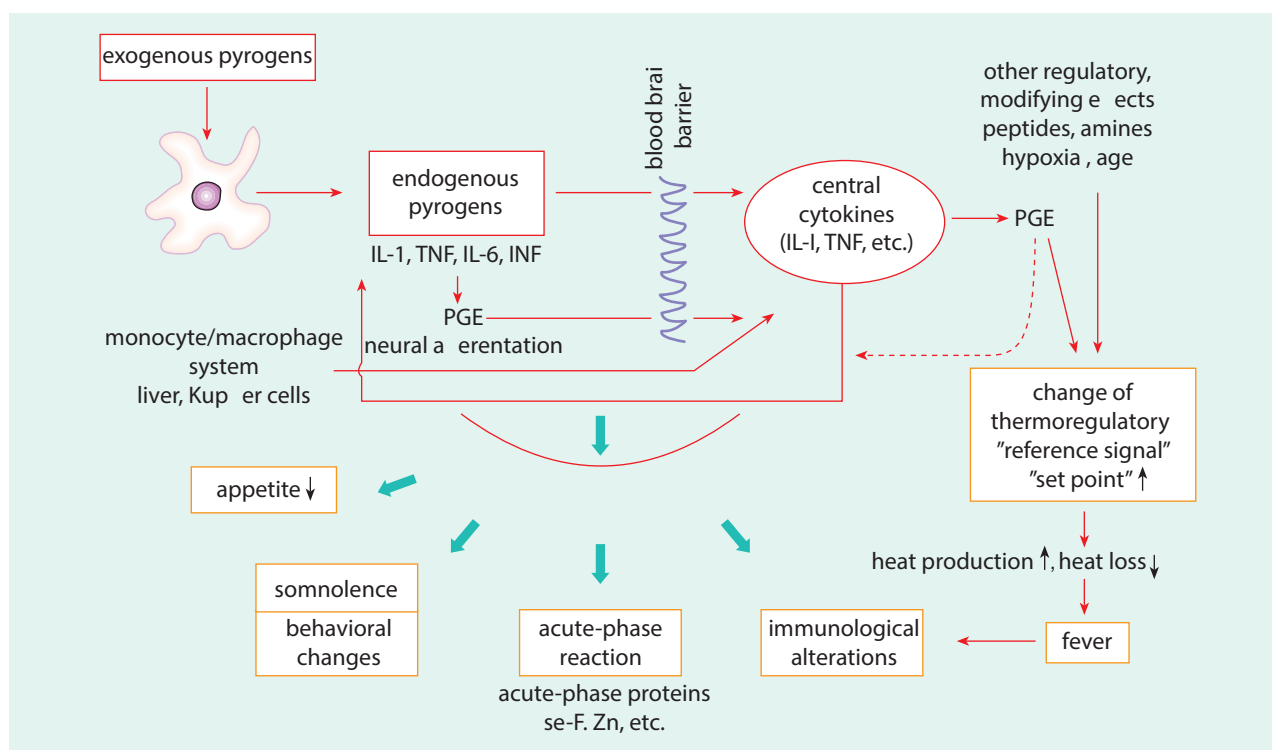 exogenous pyrogens
endogenous
pyrogens
IL-1, TNF, IL-6, INF
PGE
neural a erentation
monocyte/macrophage
system
liver, Kup er cells
blood brai
barrier
central
cytokines
(IL-I, TNF, etc.)
PGE
other regulatory,
modifying e ects
peptides, amines
hypoxia , age
change of
thermoregulatory
"reference signal"
"set point" ↑
heat production ↑, heat loss ↓
fever
immunological
alterations
acute-phase
reaction
acute-phase proteins
se-F. Zn, etc.
appetite ↓
somnolence
behavioral
changes